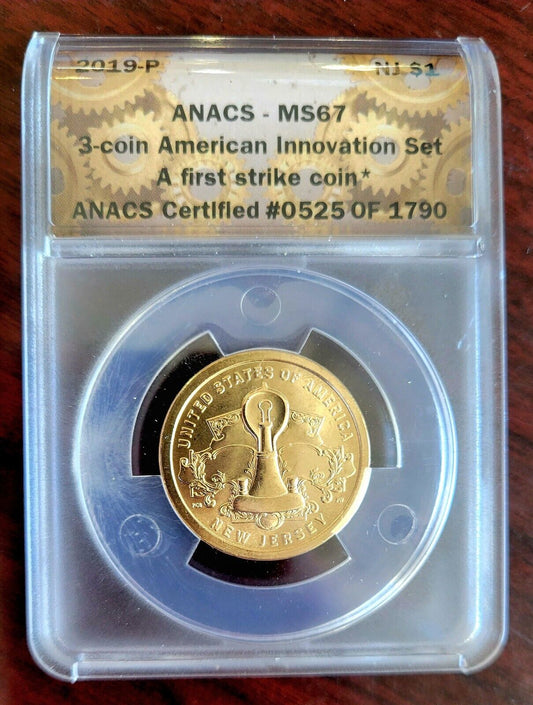 2019-P NJ $1
ANACS - MS67
3-coin American Innovation Set
A first strike coin*
ANACS Certified #0525 OF 1790
UNITED STATES OF AMERICA
NEW JERSEY